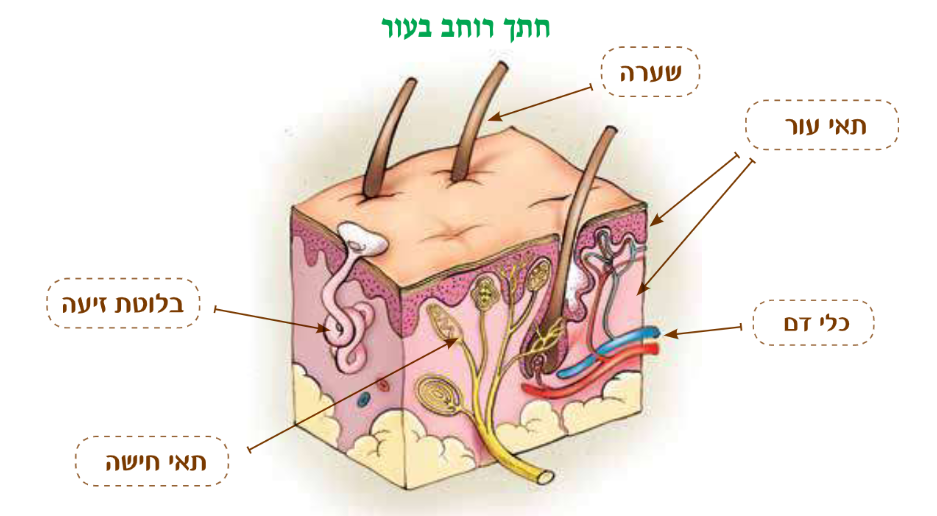 חתך רוחב בעור
שערה
תאי עור
בלוטת זיעה
כלי דם
תאי חישה